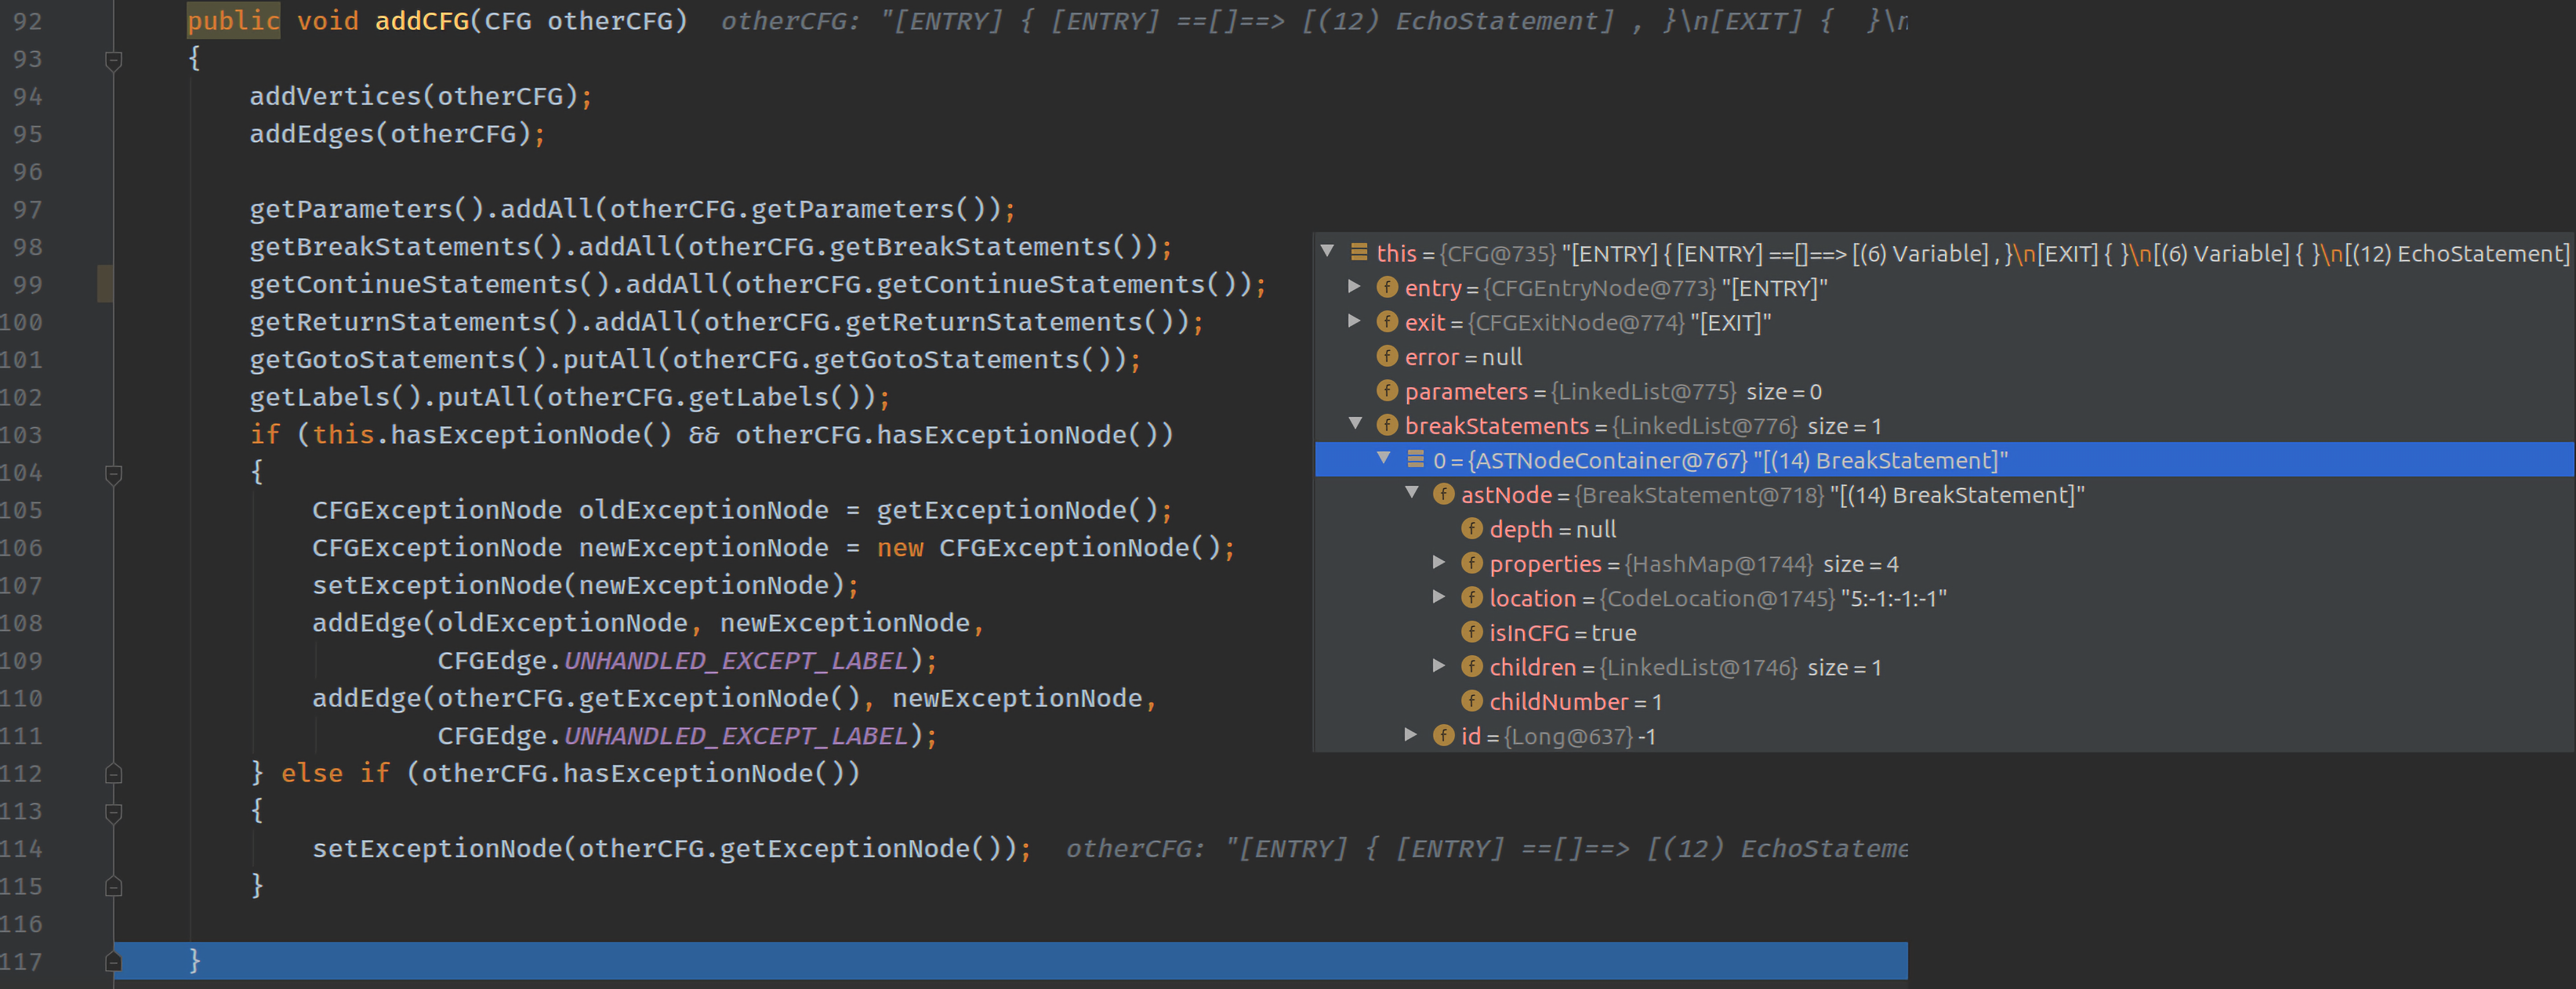 92 public void addCFG(CFG otherCFG) otherCFG: "[ENTRY] { [ENTRY] ==[]==> [(12) EchoStatement] , }\n[EXIT] {  }\n
93 {
94 addVertices(otherCFG);
95 addEdges(otherCFG);
96
97 getParameters().addAll(otherCFG.getParameters());
98 getBreakStatements().addAll(otherCFG.getBreakStatements());
99 getContinueStatements().addAll(otherCFG.getContinueStatements());
100 getReturnStatements().addAll(otherCFG.getReturnStatements());
101 getGotoStatements().putAll(otherCFG.getGotoStatements());
102 getLabels().putAll(otherCFG.getLabels());
103 if (this.hasExceptionNode() && otherCFG.hasExceptionNode())
104 {
105 CFGExceptionNode oldExceptionNode = getExceptionNode();
106 CFGExceptionNode newExceptionNode = new CFGExceptionNode();
107 setExceptionNode(newExceptionNode);
108 addEdge(oldExceptionNode, newExceptionNode,
109 CFGEdge.UNHANDLED_EXCEPT_LABEL);
110 addEdge(otherCFG.getExceptionNode(), newExceptionNode,
111 CFGEdge.UNHANDLED_EXCEPT_LABEL);
112 } else if (otherCFG.hasExceptionNode())
113 {
114 setExceptionNode(otherCFG.getExceptionNode()); otherCFG: "[ENTRY] { [ENTRY] ==[]==> [(12) EchoStateme
115 }
116
117 }
this = {CFG@735} "[ENTRY] { [ENTRY] ==[]==> [(6) Variable] , }\n[EXIT] { }\n[(6) Variable] { }\n[(12) EchoStatement]
entry = {CFGEntryNode@773} "[ENTRY]"
exit = {CFGExitNode@774} "[EXIT]"
error = null
parameters = {LinkedList@775} size = 0
breakStatements = {LinkedList@776} size = 1
0 = {ASTNodeContainer@767} "[(14) BreakStatement]"
astNode = {BreakStatement@718} "[(14) BreakStatement]"
depth = null
properties = {HashMap@1744} size = 4
location = {CodeLocation@1745} "5:-1:-1:-1"
isInCFG = true
children = {LinkedList@1746} size = 1
childNumber = 1
id = {Long@637} -1